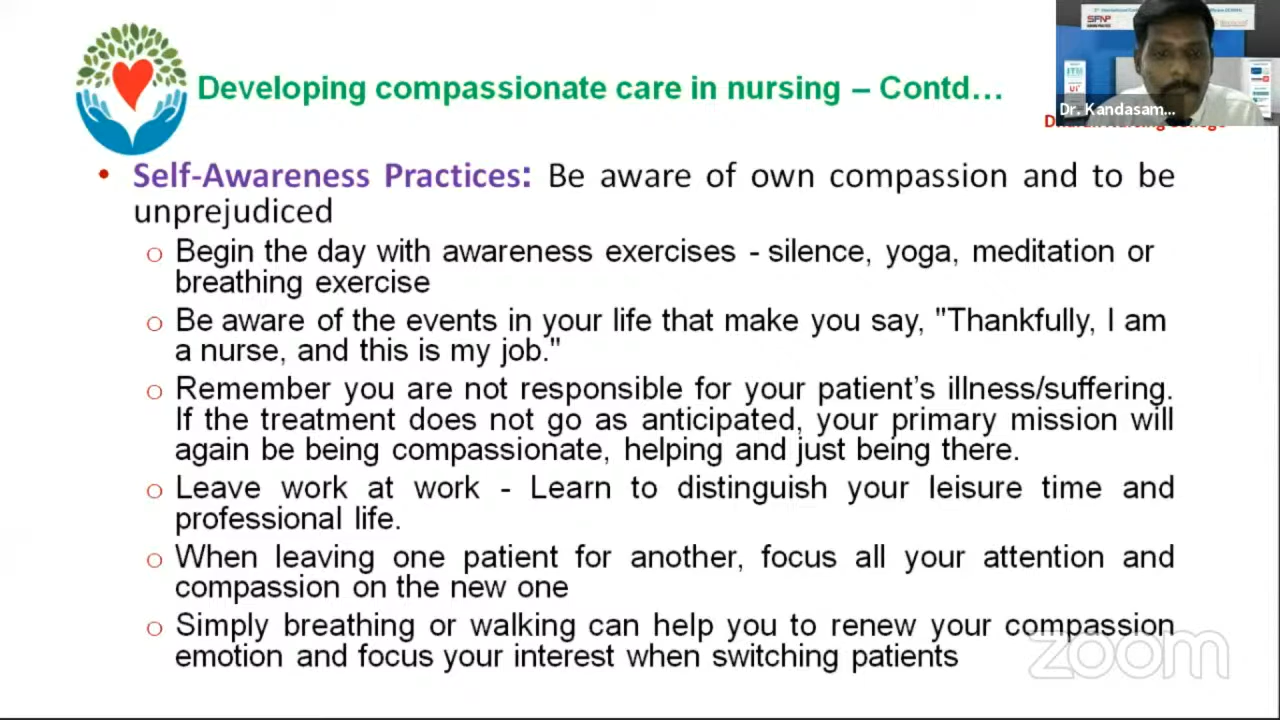 Developing compassionate care in nursing – Contd…
SFNP
Dr. Kandasam...
Nursing College
• Self-Awareness Practices: Be aware of own compassion and to be
unprejudiced
o Begin the day with awareness exercises - silence, yoga, meditation or
breathing exercise
o Be aware of the events in your life that make you say, "Thankfully, I am
a nurse, and this is my job."
o Remember you are not responsible for your patient’s illness/suffering.
If the treatment does not go as anticipated, your primary mission will
again be being compassionate, helping and just being there.
o Leave work at work - Learn to distinguish your leisure time and
professional life.
o When leaving one patient for another, focus all your attention and
compassion on the new one
o Simply breathing or walking can help you to renew your compassion
emotion and focus your interest when switching patients
zoom